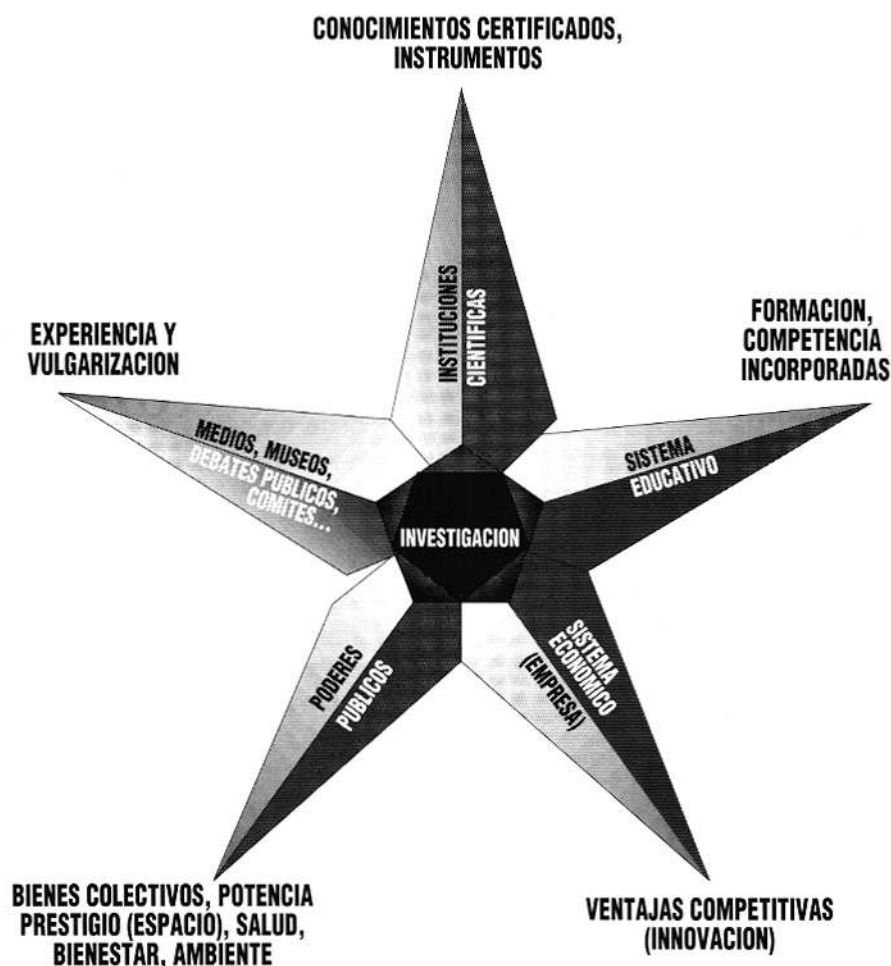 CONOCIMIENTOS CERTIFICADOS,
INSTRUMENTOS
INSTITUCIONES
CIENTIFICAS
EXPERIENCIA Y
VULGARIZACION
MEDIOS, MUSEOS,
DEBATES PUBLICOS,
COMITES...
FORMACION,
COMPETENCIA
INCORPORADAS
SISTEMA
EDUCATIVO
INVESTIGACION
PODERES
PUBLICOS
SISTEMA
ECONOMICO
(EMPRESA)
BIENES COLECTIVOS, POTENCIA
PRESTIGIO (ESPACIO), SALUD,
BIENESTAR, AMBIENTE
VENTAJAS COMPETITIVAS
(INNOVACION)